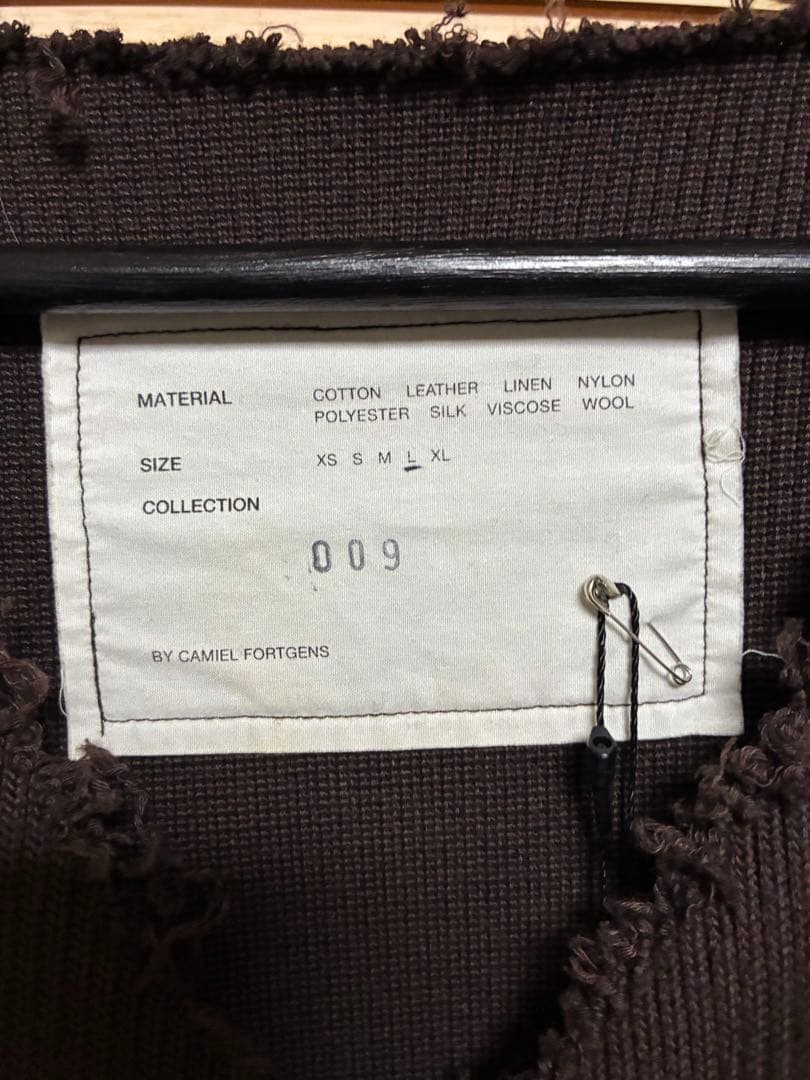 MATERIAL COTTON LEATHER LINEN NYLON
POLYESTER SILK VISCOSE WOOL
SIZE XS S M L XL
COLLECTION
009
BY CAMIEL FORTGENS